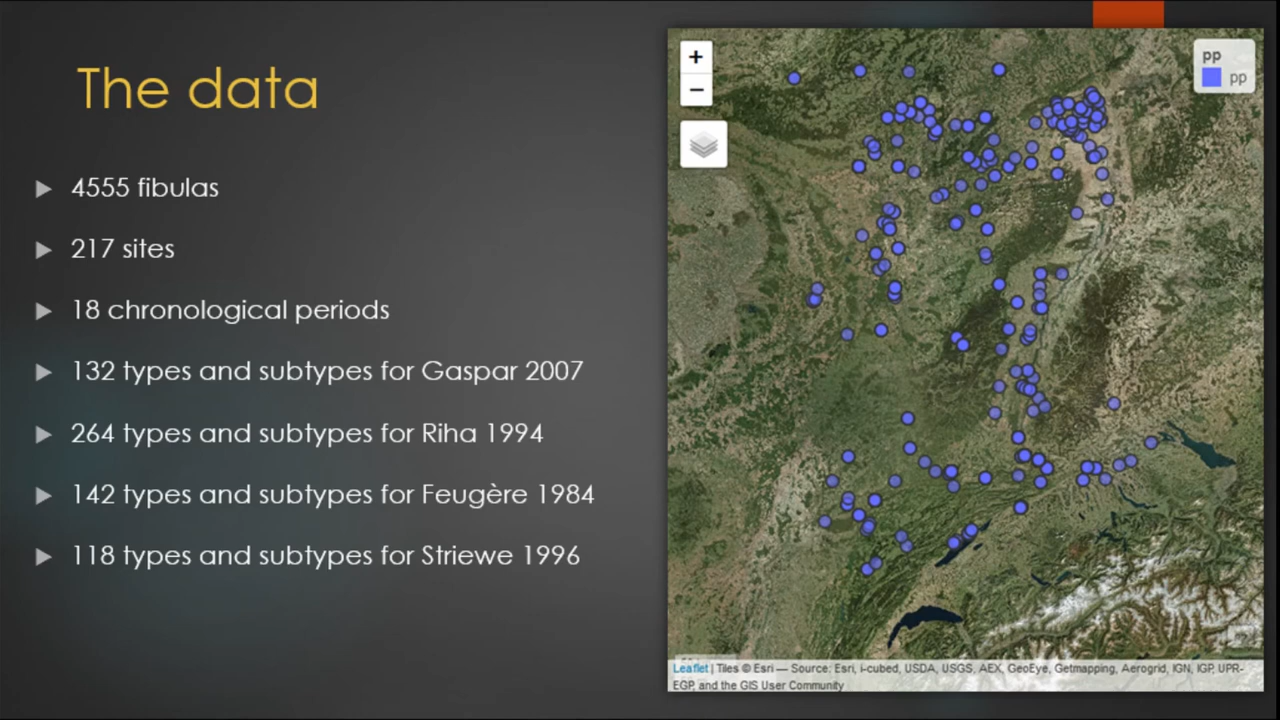 The data
4555 fibulas
217 sites
18 chronological periods
132 types and subtypes for Gaspar 2007
264 types and subtypes for Riha 1994
142 types and subtypes for Feugère 1984
118 types and subtypes for Striewe 1996
+
−
pp
pp
Leaflet | Tiles © Esri — Source: Esri, i-cubed, USDA, USGS, AEX, GeoEye, Getmapping, Aerogrid, IGN, IGP, UPR-
EGP, and the GIS User Community